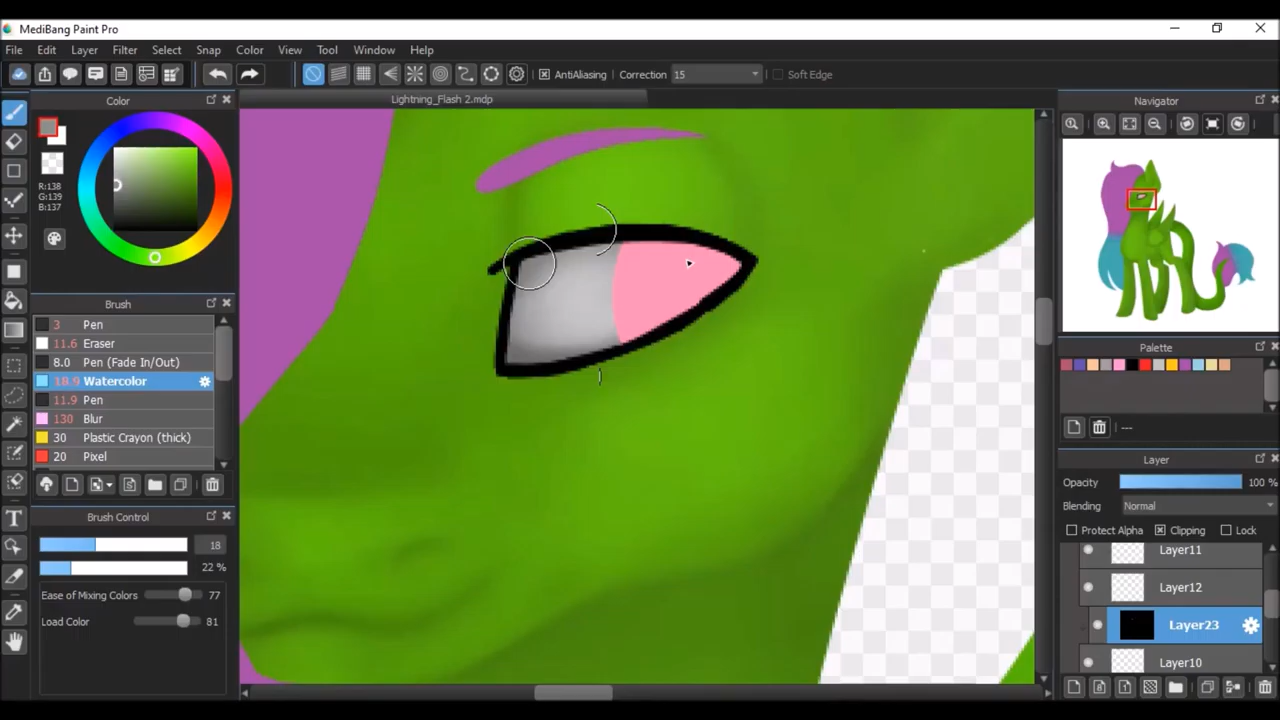 MediBang Paint Pro
File Edit Layer Filter Select Snap Color View Tool Window Help
AntiAliasing Correction 15 Soft Edge
Color
Lightning_Flash 2.mdp
Navigator
R:138
G:139
B:137
Brush
3 Pen
11.6 Eraser
8.0 Pen (Fade In/Out)
18.9 Watercolor
11.9 Pen
130 Blur
30 Plastic Crayon (thick)
20 Pixel
Brush Control
18
22 %
Ease of Mixing Colors 77
Load Color 81
Palette
---
Layer
Opacity 100 %
Blending Normal
Protect Alpha Clipping Lock
Layer11
Layer12
Layer23
Layer10